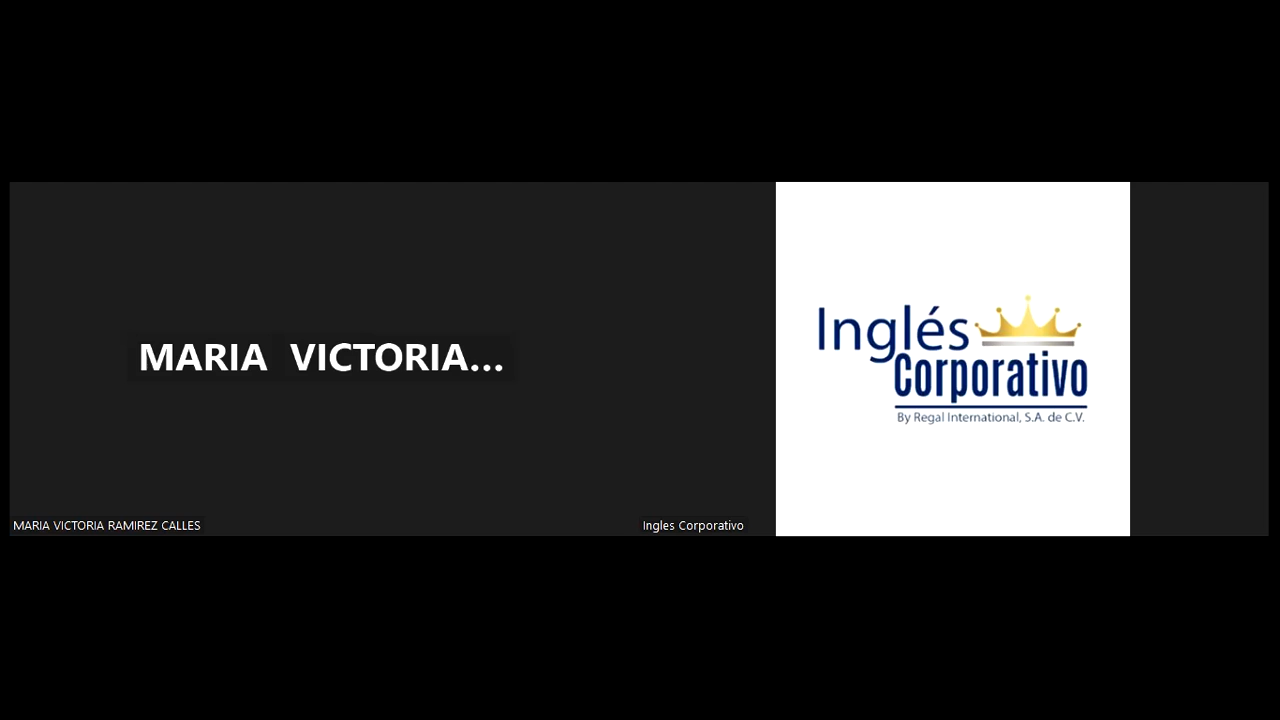 MARIA VICTORIA...
Inglés
Corporativo
By Regal International, S.A. de C.V.
MARIA VICTORIA RAMIREZ CALLES
Ingles Corporativo